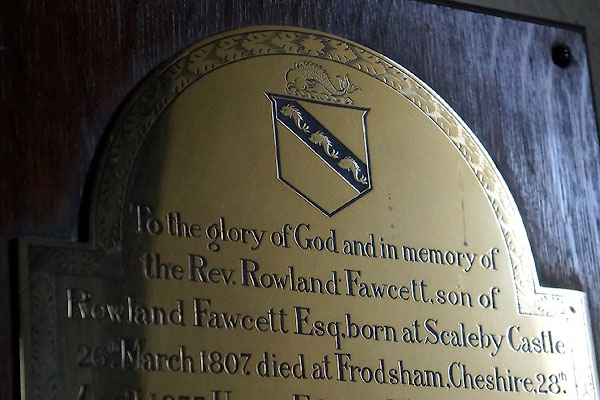 To the glory of God and in memory of
the Rev. Rowland Fawcett, son of
Rowland Fawcett Esq. born at Scaleby Castle
26th March 1807, died at Frodsham, Cheshire, 28th